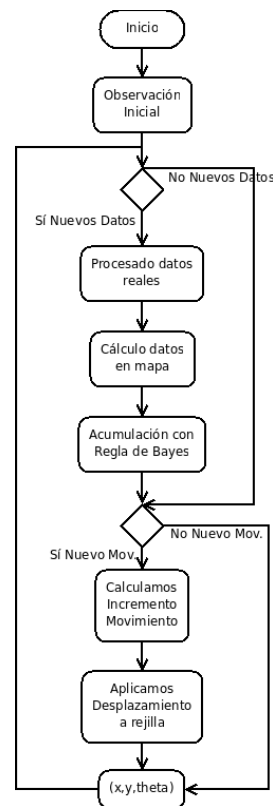 Inicio
Observación
Inicial
No Nuevos Datos
Sí Nuevos Datos
Procesado datos
reales
Cálculo datos
en mapa
Acumulación con
Regla de Bayes
No Nuevo Mov.
Sí Nuevo Mov.
Calculamos
Incremento
Movimiento
Aplicamos
Desplazamiento
a rejilla
(x,y,theta)